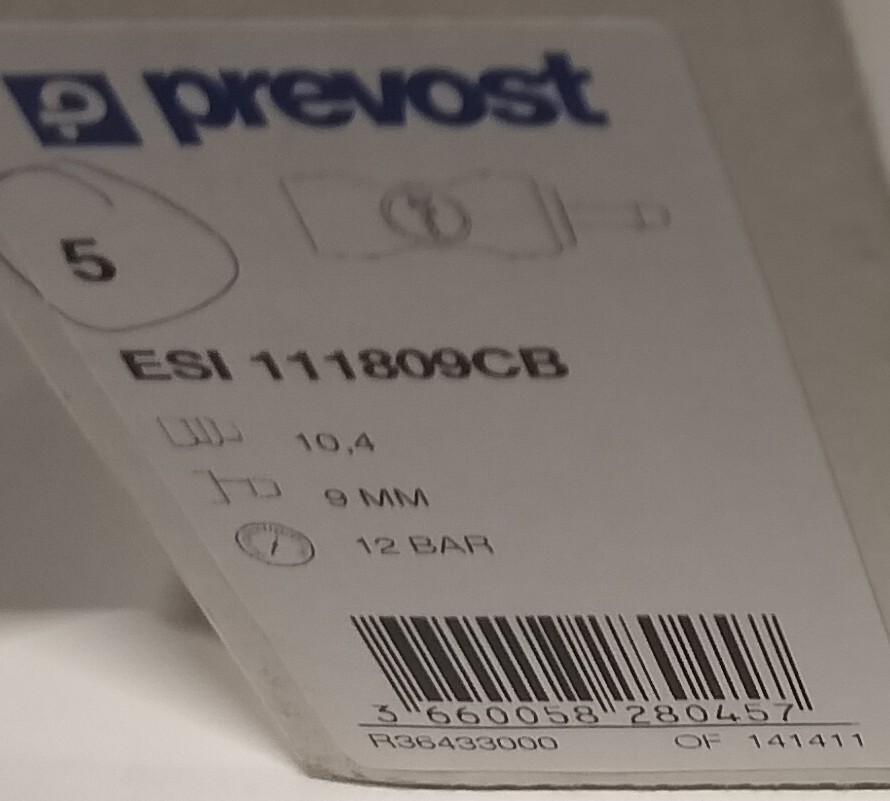 prevost
5
ESI 111809CB
10,4
9 MM
12 BAR
3 660058 280457
R36433000 OF 141411